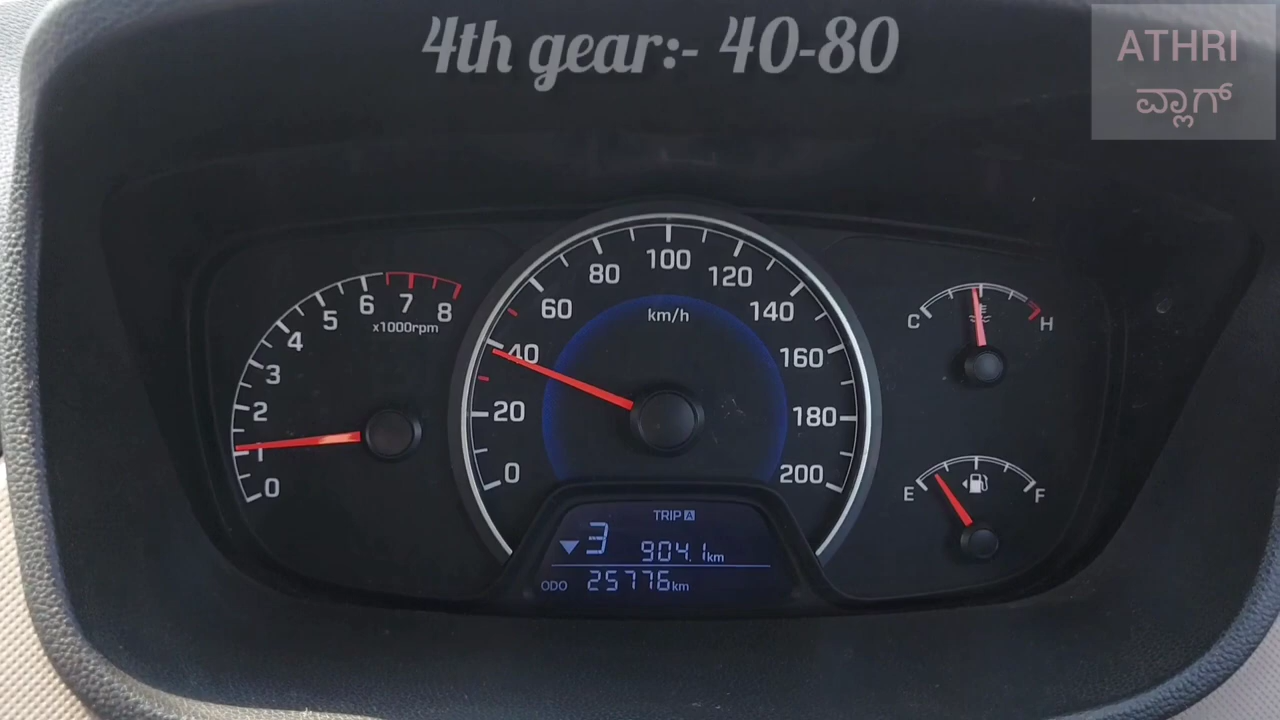 4th gear:- 40-80
ATHRI
ವ್ಲಾಗ್
0 1 2 3 4 5 6 7 8
x1000rpm
0 20 40 60 80 100 120 140 160 180 200
km/h
C H
E F
TRIP A
3 904.1km
ODO 25776km